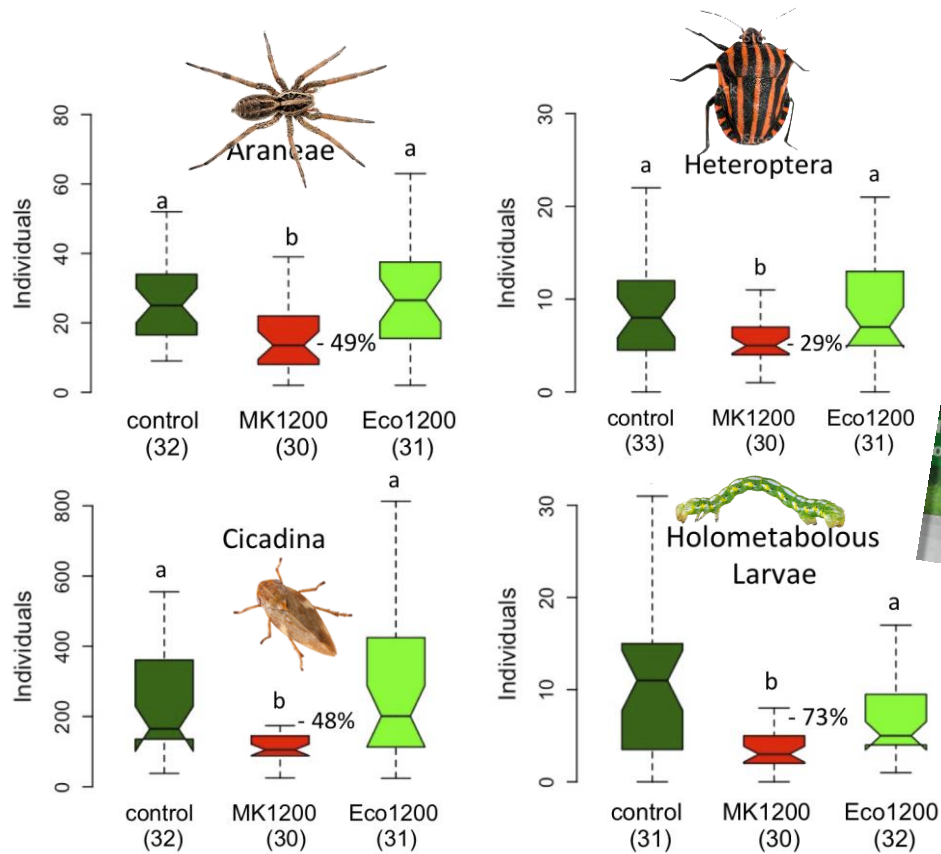 Araneae
Individuals
80
60
40
20
0
a
b
a
- 49%
control
(32)
MK1200
(30)
Eco1200
(31)
Heteroptera
Individuals
30
20
10
0
a
b
a
- 29%
control
(33)
MK1200
(30)
Eco1200
(31)
Cicadina
Individuals
800
600
400
200
0
a
b
a
- 48%
control
(32)
MK1200
(30)
Eco1200
(31)
Holometabolous
Larvae
Individuals
30
20
10
0
b
a
- 73%
control
(31)
MK1200
(30)
Eco1200
(32)